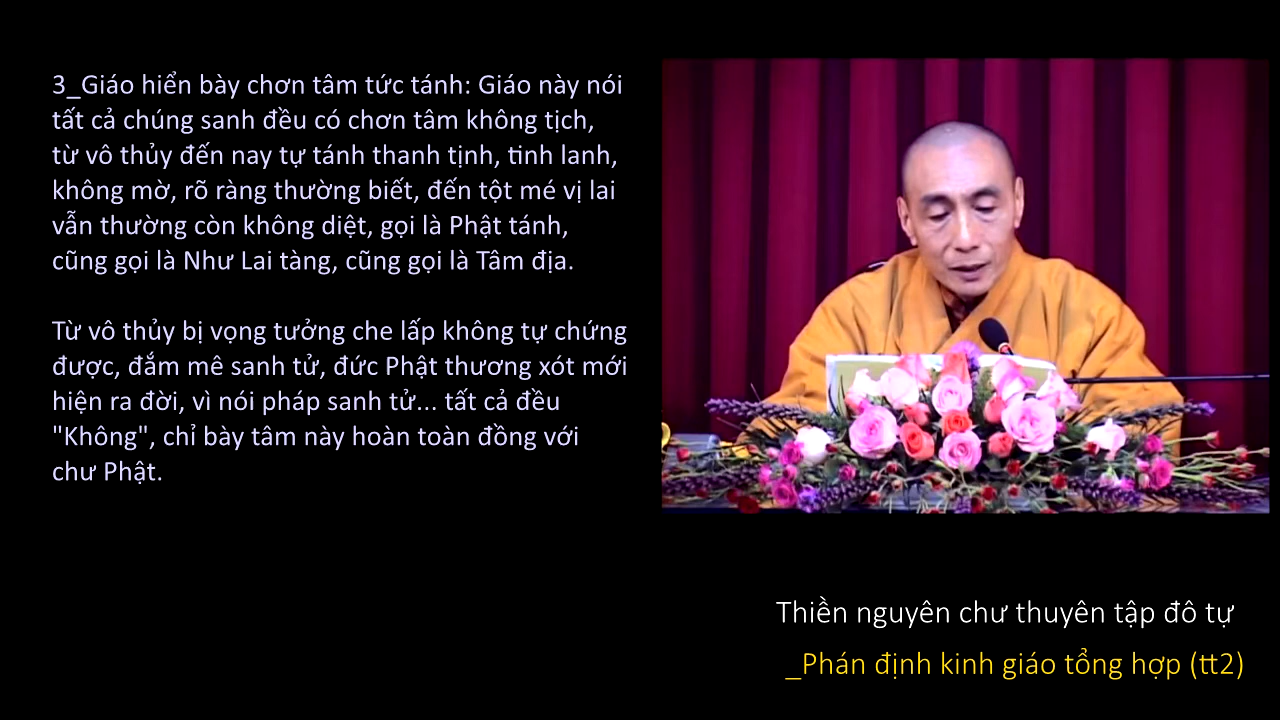 3_Giáo hiển bày chơn tâm tức tánh: Giáo này nói
tất cả chúng sanh đều có chơn tâm không tịch,
từ vô thủy đến nay tự tánh thanh tịnh, tinh lanh,
không mờ, rõ ràng thường biết, đến tột mé vị lai
vẫn thường còn không diệt, gọi là Phật tánh,
cũng gọi là Như Lai tàng, cũng gọi là Tâm địa.
Từ vô thủy bị vọng tưởng che lấp không tự chứng
được, đắm mê sanh tử, đức Phật thương xót mới
hiện ra đời, vì nói pháp sanh tử... tất cả đều
"Không", chỉ bày tâm này hoàn toàn đồng với
chư Phật.
Thiền nguyên chư thuyên tập đô tự
_Phán định kinh giáo tổng hợp (tt2)